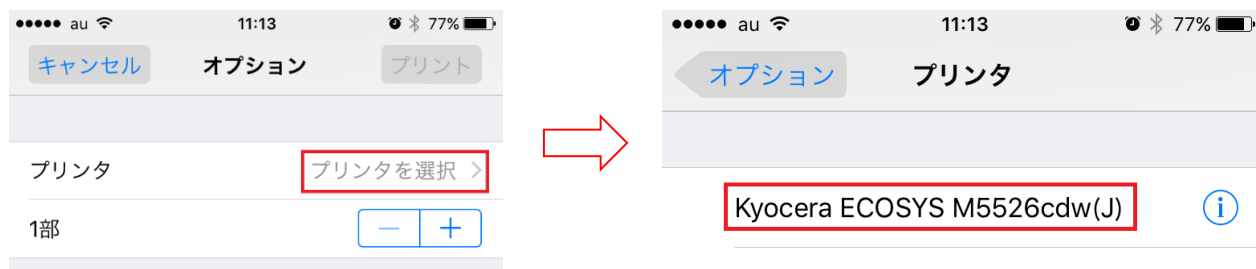 au 11:13 77%
キャンセル オプション プリント
プリンタ プリンタを選択
1部
au 11:13 77%
オプション プリンタ
Kyocera ECOSYS M5526cdw(J)